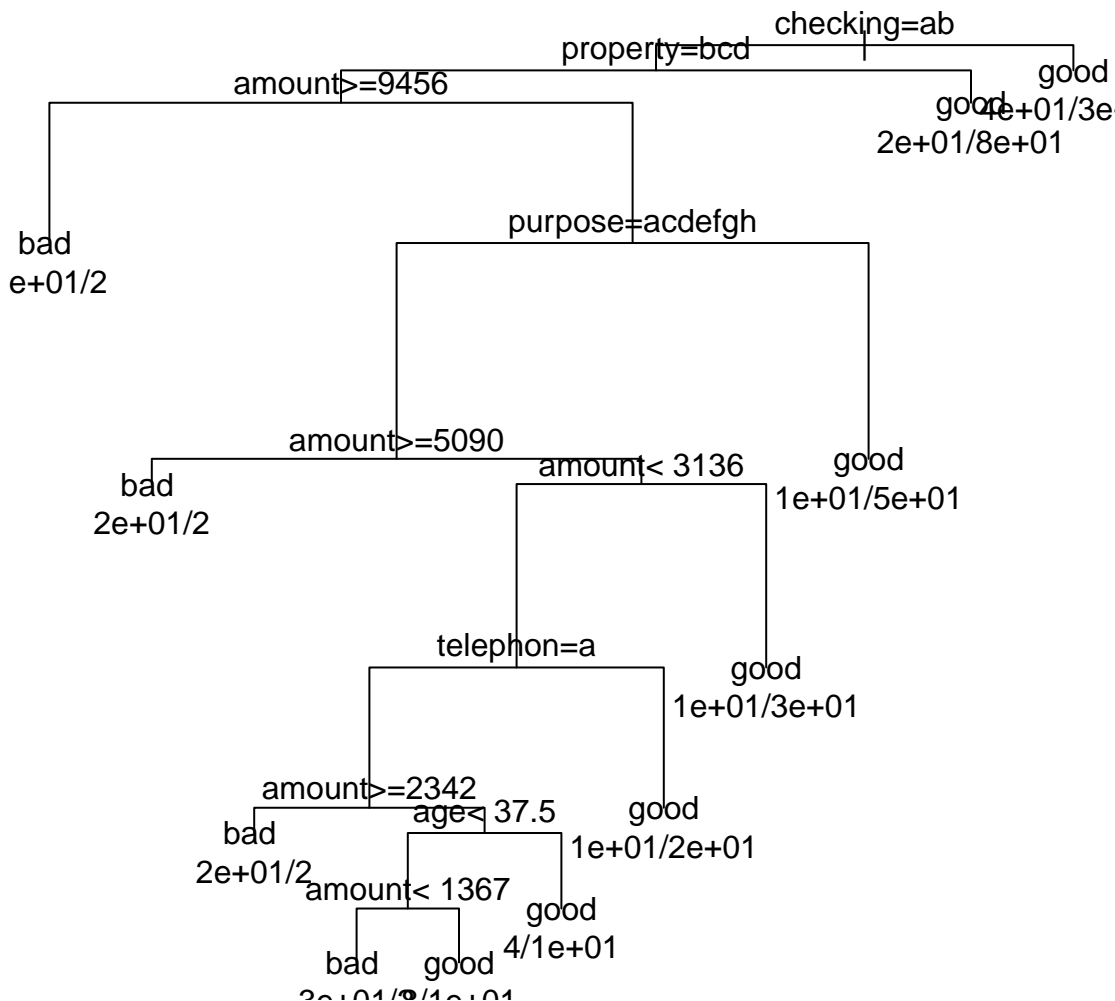 checking=ab
property=bcd
good
amount>=9456
good
4e+01/3e
2e+01/8e+01
purpose=acdefgh
bad
e+01/2
amount>=5090
amount< 3136
good
bad
1e+01/5e+01
2e+01/2
telephon=a
good
1e+01/3e+01
amount>=2342
age< 37.5
good
bad
1e+01/2e+01
2e+01/2
amount< 1367
good
4/1e+01
bad
good